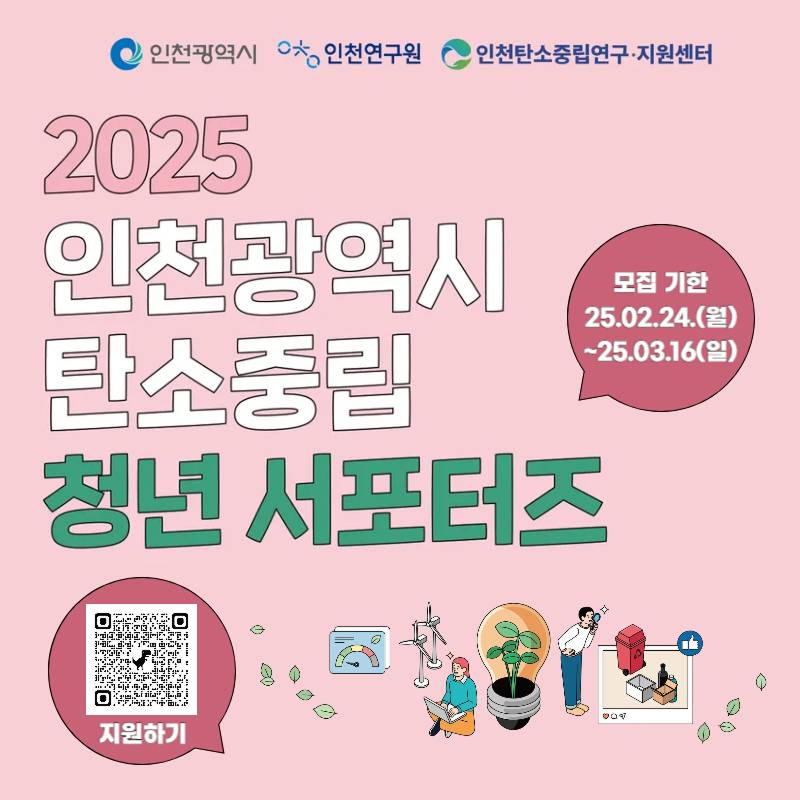 인천광역시 인천연구원 인천탄소중립연구·지원센터
2025
인천광역시
탄소중립
청년 서포터즈
모집 기한
25.02.24.(월)
~25.03.16(일)
지원하기